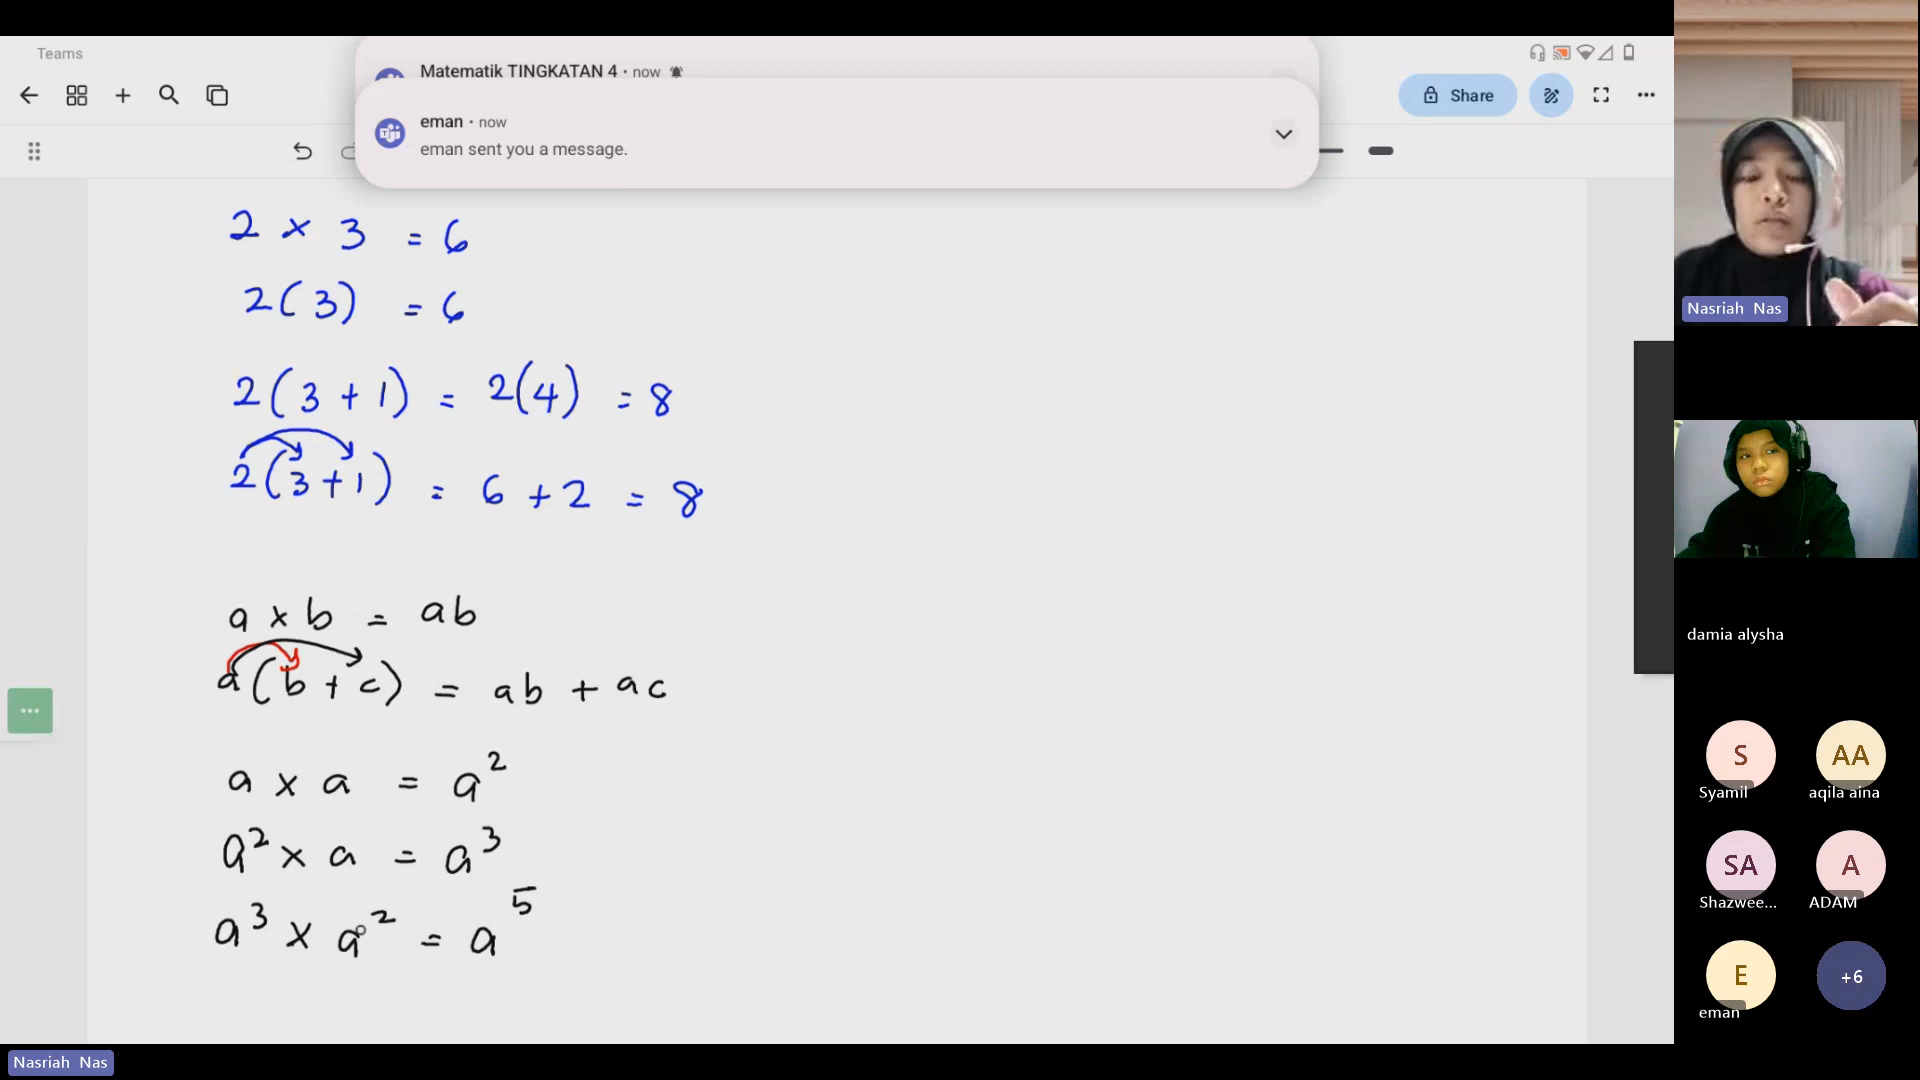 Teams
Matematik TINGKATAN 4 · now
eman · now
eman sent you a message.
Share
2 × 3 = 6
2(3) = 6
2(3+1) = 2(4) = 8
2(3+1) = 6+2 = 8
a × b = ab
a(b+c) = ab + ac
a × a = a²
a² × a = a³
a³ × a² = a⁵
Nasriah Nas
Nasriah Nas
damia alysha
S
Syamil
AA
aqila aina
SA
Shazwee...
A
ADAM
E
eman
+6